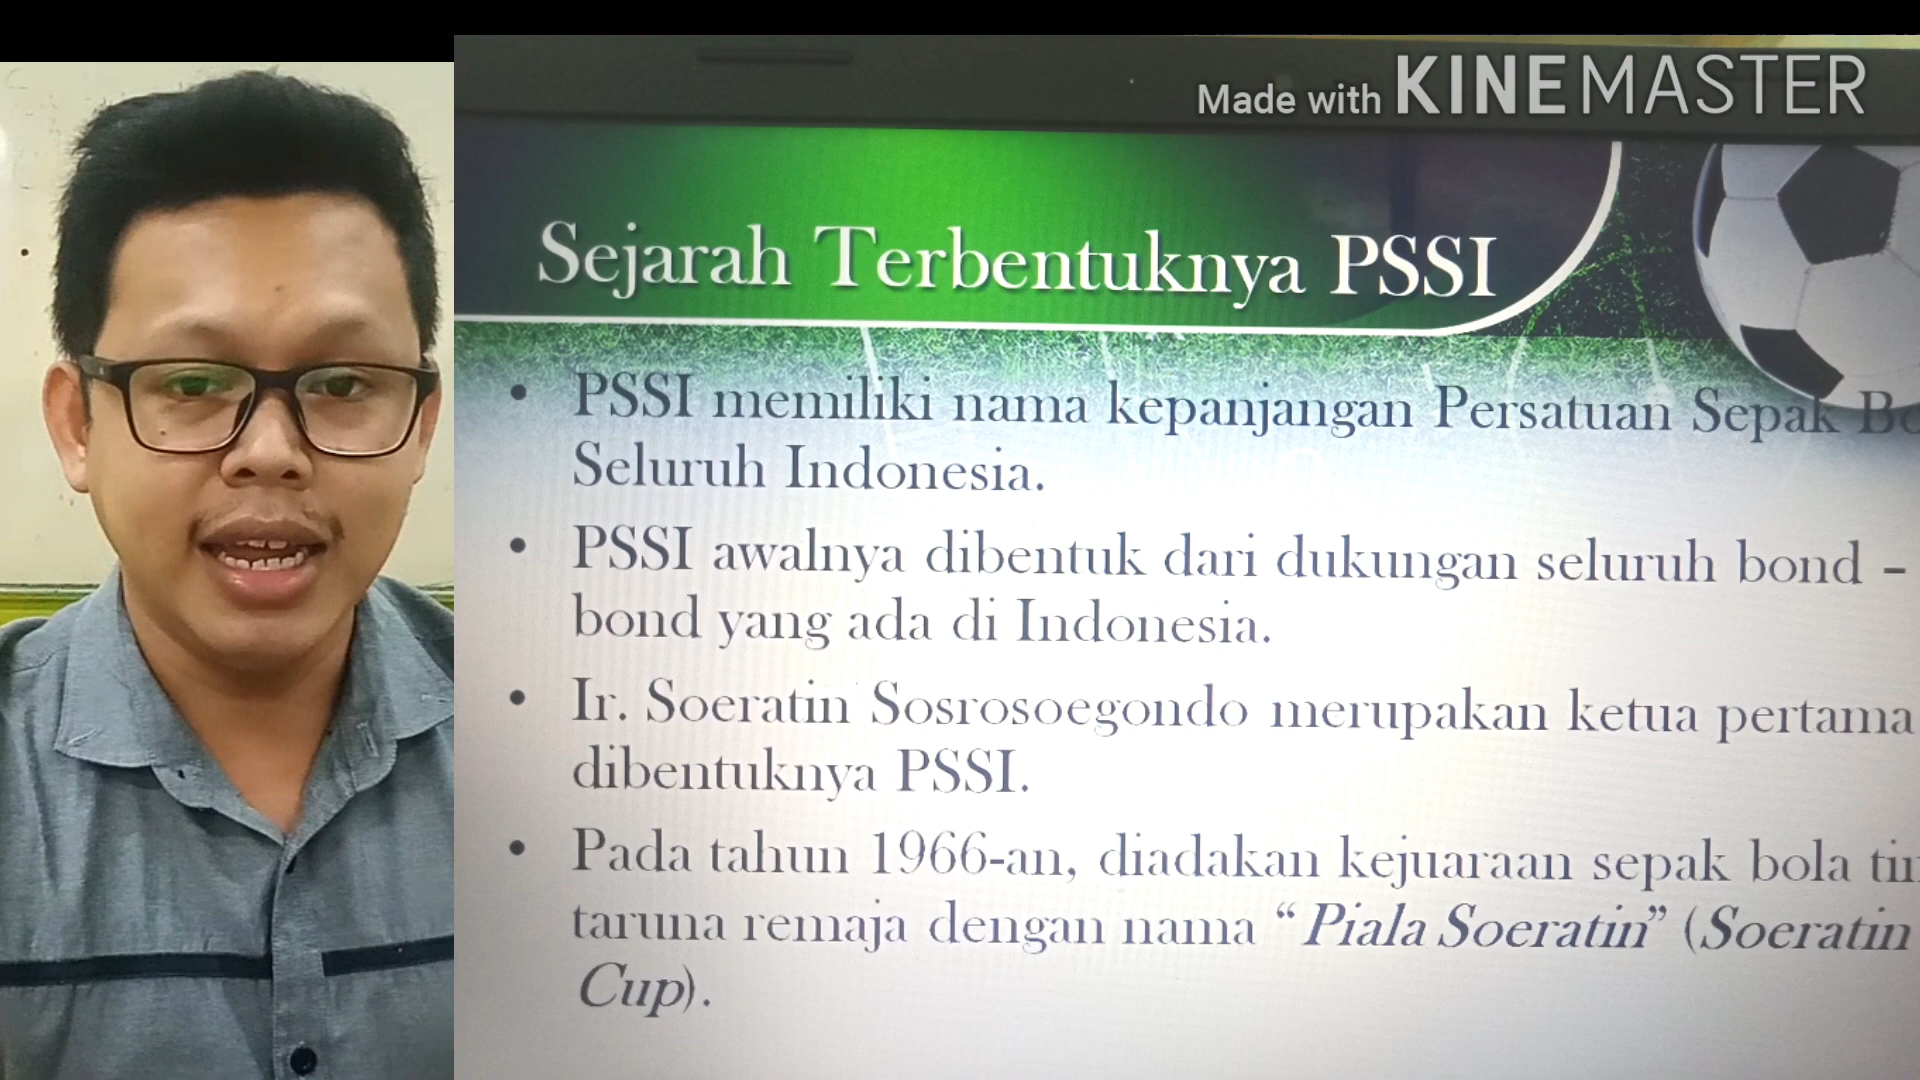 Made with KINEMASTER
Sejarah Terbentuknya PSSI
• PSSI memiliki nama kepanjangan Persatuan Sepak
Seluruh Indonesia.
• PSSI awalnya dibentuk dari dukungan seluruh bond –
bond yang ada di Indonesia.
• Ir. Soeratin Sosrosoegondo merupakan ketua pertama
dibentuknya PSSI.
• Pada tahun 1966-an, diadakan kejuaraan sepak bola
taruna remaja dengan nama “Piala Soeratin” (Soeratin
Cup).